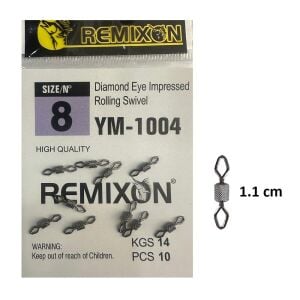 REMIXON
SIZE/Nº
8
Diamond Eye Impressed
Rolling Swivel
YM-1004
HIGH QUALITY
REMIXON
WARNING:
Keep out of reach of Children.
KGS 14
PCS 10
1.1 cm